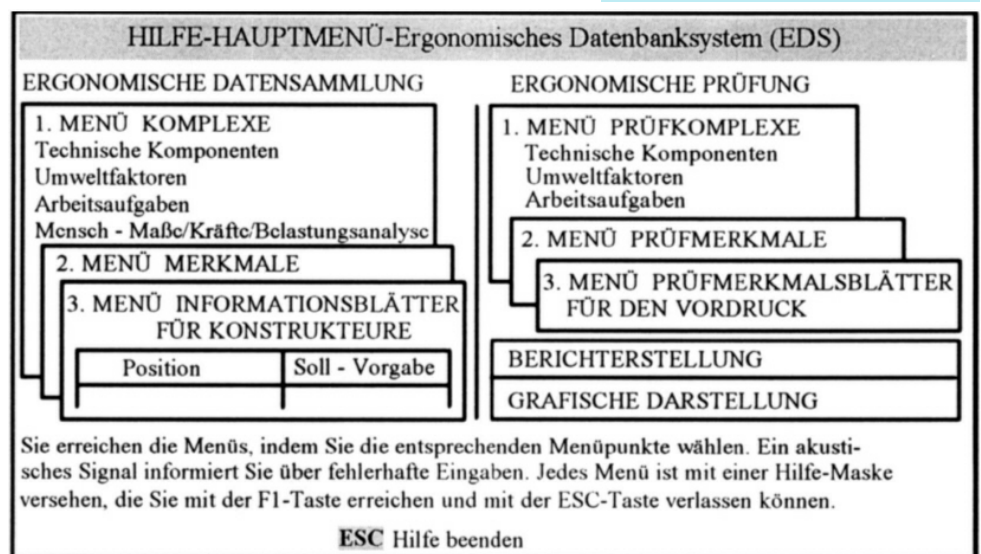 HILFE-HAUPTMENÜ-Ergonomisches Datenbanksystem (EDS)
ERGONOMISCHE DATENSAMMLUNG
1. MENÜ KOMPLEXE
Technische Komponenten
Umweltfaktoren
Arbeitsaufgaben
Mensch - Maße/Kräfte/Belastungsanalyse
2. MENÜ MERKMALE
3. MENÜ INFORMATIONSBLÄTTER
FÜR KONSTRUKTEURE
Position Soll - Vorgabe
ERGONOMISCHE PRÜFUNG
1. MENÜ PRÜFKOMPLEXE
Technische Komponenten
Umweltfaktoren
Arbeitsaufgaben
2. MENÜ PRÜFMERKMALE
3. MENÜ PRÜFMERKMALSBLÄTTER
FÜR DEN VORDRUCK
BERICHTERSTELLUNG
GRAFISCHE DARSTELLUNG
Sie erreichen die Menüs, indem Sie die entsprechenden Menüpunkte wählen. Ein akusti-
sches Signal informiert Sie über fehlerhafte Eingaben. Jedes Menü ist mit einer Hilfe-Maske
versehen, die Sie mit der F1-Taste erreichen und mit der ESC-Taste verlassen können.
ESC Hilfe beenden